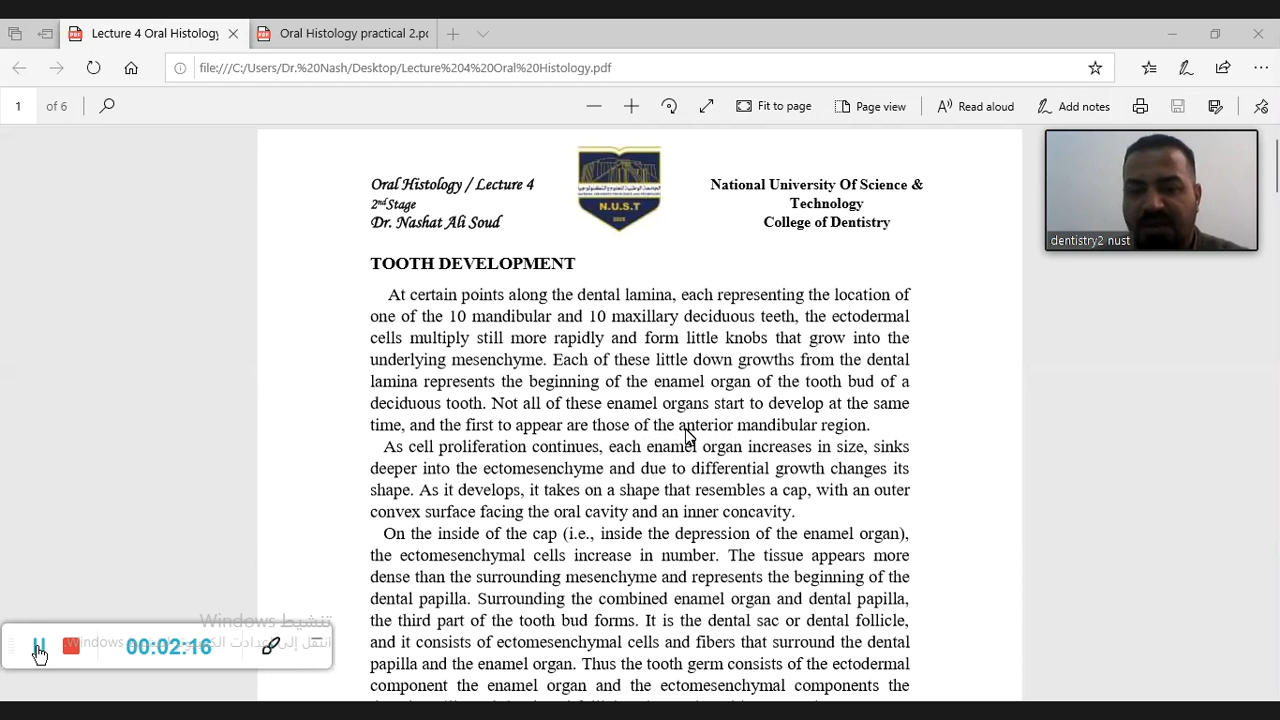 Lecture 4 Oral Histology
Oral Histology practical 2.pd
file:///C:/Users/Dr.%20Nash/Desktop/Lecture%204%20Oral%20Histology.pdf
1 of 6
Fit to page
Page view
Read aloud
Add notes
Oral Histology / Lecture 4
2nd Stage
Dr. Nashat Ali Soud
N.U.S.T
National University Of Science &
Technology
College of Dentistry
dentistry2 nust
TOOTH DEVELOPMENT
At certain points along the dental lamina, each representing the location of
one of the 10 mandibular and 10 maxillary deciduous teeth, the ectodermal
cells multiply still more rapidly and form little knobs that grow into the
underlying mesenchyme. Each of these little down growths from the dental
lamina represents the beginning of the enamel organ of the tooth bud of a
deciduous tooth. Not all of these enamel organs start to develop at the same
time, and the first to appear are those of the anterior mandibular region.
As cell proliferation continues, each enamel organ increases in size, sinks
deeper into the ectomesenchyme and due to differential growth changes its
shape. As it develops, it takes on a shape that resembles a cap, with an outer
convex surface facing the oral cavity and an inner concavity.
On the inside of the cap (i.e., inside the depression of the enamel organ),
the ectomesenchymal cells increase in number. The tissue appears more
dense than the surrounding mesenchyme and represents the beginning of the
dental papilla. Surrounding the combined enamel organ and dental papilla,
the third part of the tooth bud forms. It is the dental sac or dental follicle,
and it consists of ectomesenchymal cells and fibers that surround the dental
papilla and the enamel organ. Thus the tooth germ consists of the ectodermal
component the enamel organ and the ectomesenchymal components the
تنشيط Windows
انتقل إلى إعدادات
Windows.
00:02:16